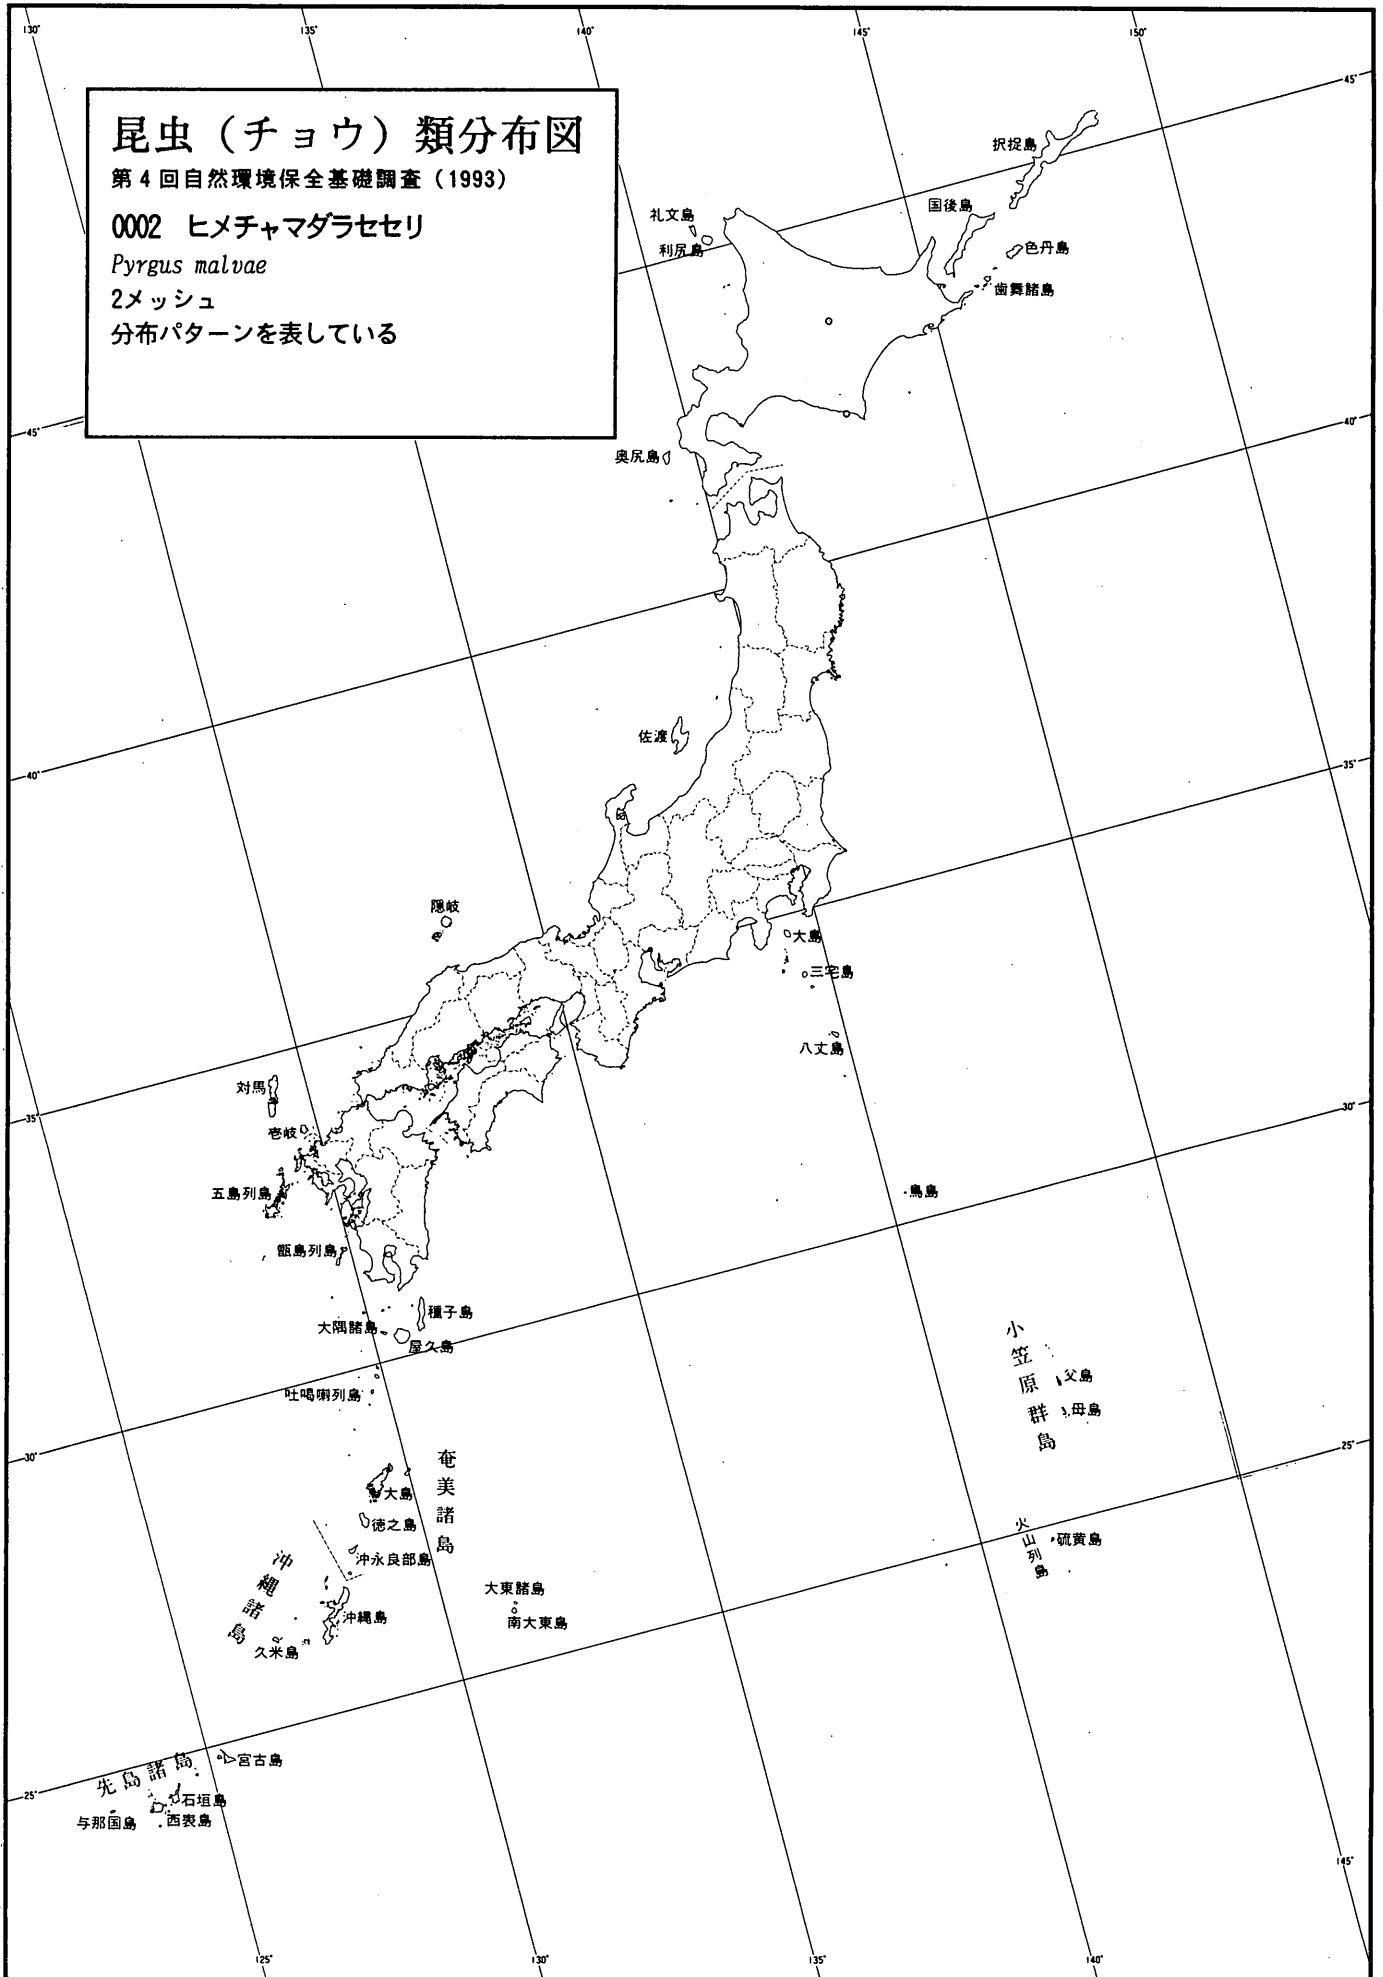 130°
135°
140°
145°
150°
昆虫（チョウ）類分布図
第4回自然環境保全基礎調査（1993）
0002 ヒメチャマダラセセリ
Pyrgus malvae
2メッシュ
分布パターンを表している
45°
択捉島
国後島
礼文島
利尻島
色丹島
歯舞諸島
45°
40°
奥尻島
佐渡
40°
35°
隠岐
大島
三宅島
八丈島
対馬
35°
壱岐
30°
五島列島
鳥島
甑島列島
種子島
大隅諸島
屋久島
吐噶喇列島
小笠原群島
父島
母島
30°
25°
奄美諸島
大島
徳之島
沖永良部島
火山列島
硫黄島
沖縄諸島
沖縄島
久米島
大東諸島
南大東島
先島諸島
宮古島
25°
石垣島
西表島
与那国島
145°
125°
130°
135°
140°